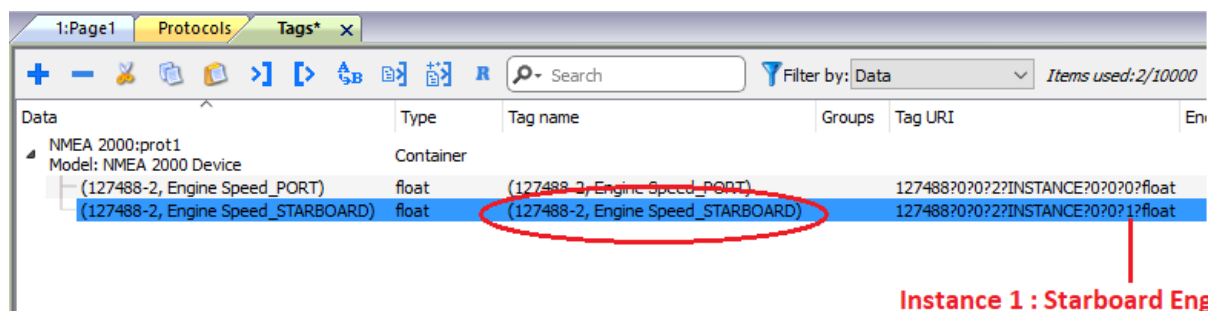 1:Page1 Protocols Tags* x
R Search Filter by: Data Items used:2/10000
Data Type Tag name Groups Tag URI
NMEA 2000:prot1
Model: NMEA 2000 Device Container
(127488-2, Engine Speed_PORT) float (127488-2, Engine Speed_PORT) 127488?0?0?2?INSTANCE?0?0?0?float
(127488-2, Engine Speed_STARBOARD) float (127488-2, Engine Speed_STARBOARD) 127488?0?0?2?INSTANCE?0?0?1?float
Instance 1 : Starboard Eng